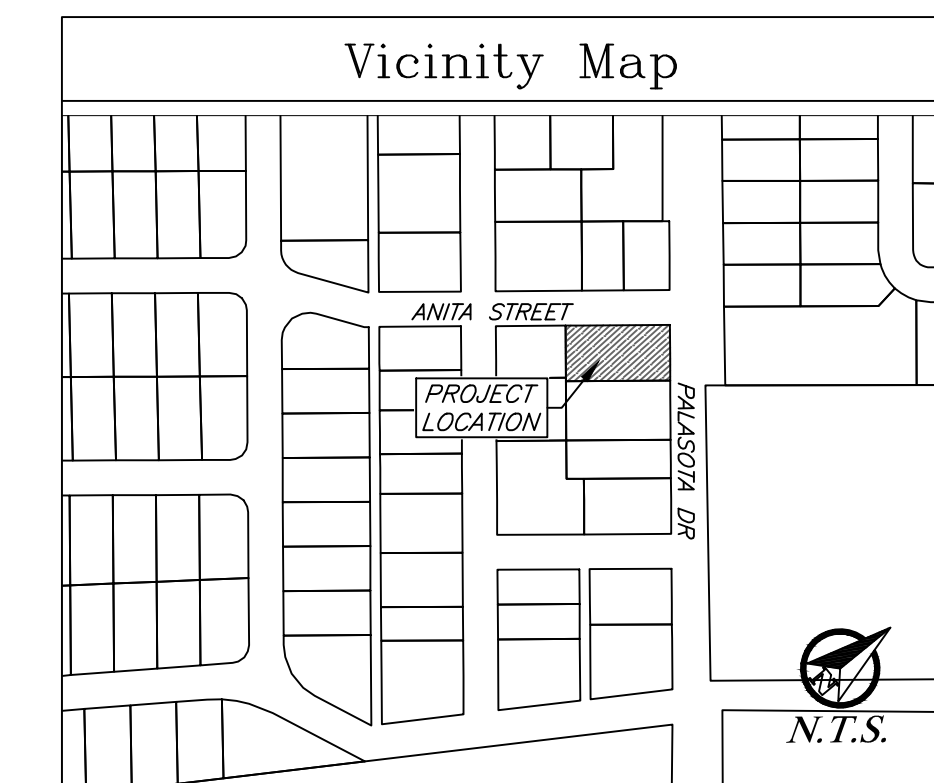 Vicinity Map
ANITA STREET
PROJECT
LOCATION
PALASOTA DR
N.T.S.